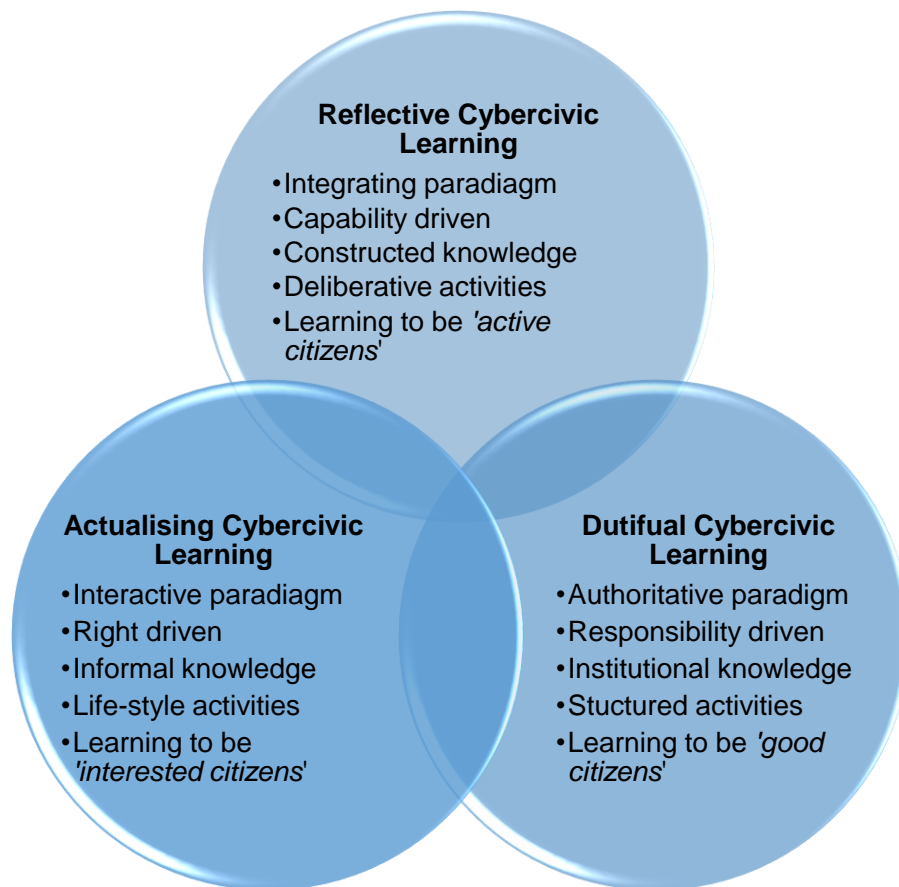 Reflective Cybercivic
Learning
•Integrating paradiagm
•Capability driven
•Constructed knowledge
•Deliberative activities
•Learning to be 'active
citizens'
Actualising Cybercivic
Learning
•Interactive paradiagm
•Right driven
•Informal knowledge
•Life-style activities
•Learning to be
'interested citizens'
Dutifual Cybercivic
Learning
•Authoritative paradigm
•Responsibility driven
•Institutional knowledge
•Stuctured activities
•Learning to be 'good
citizens'